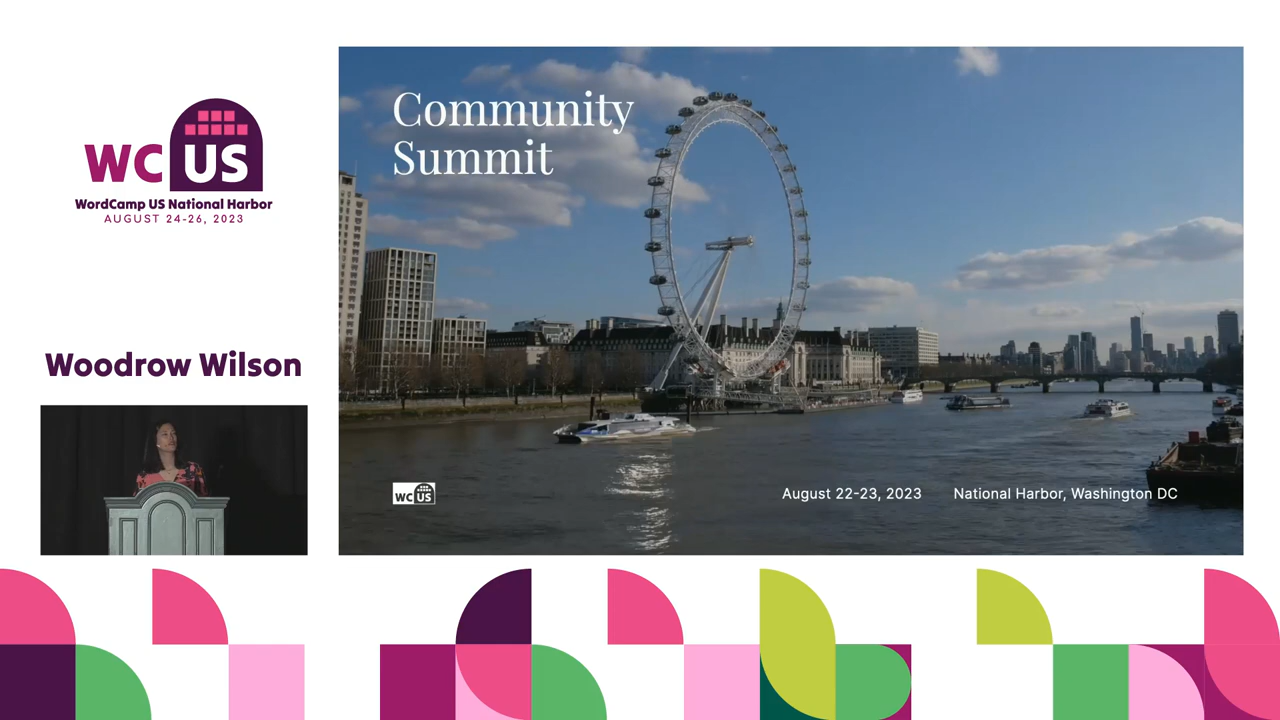 WC US
WordCamp US National Harbor
AUGUST 24-26, 2023
Woodrow Wilson
Community
Summit
WC US
August 22-23, 2023 National Harbor, Washington DC